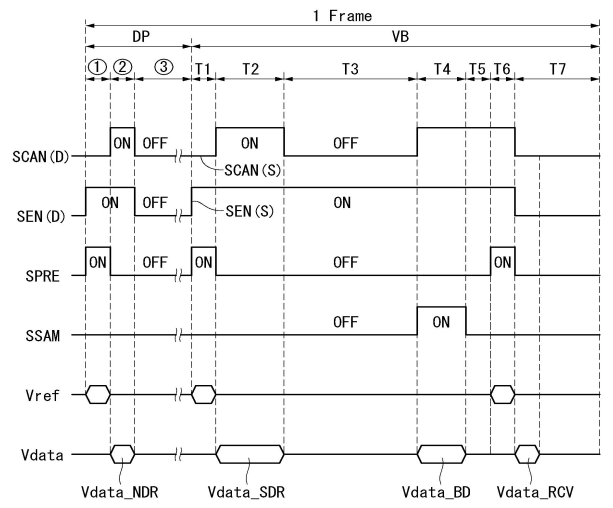 1 Frame
DP VB
① ② ③ T1 T2 T3 T4 T5 T6 T7
SCAN(D) ON OFF ON OFF
SCAN(S)
SEN(D) ON OFF SEN(S) ON
SPRE ON OFF ON OFF ON
SSAM OFF ON
Vref
Vdata
Vdata_NDR Vdata_SDR Vdata_BD Vdata_RCV